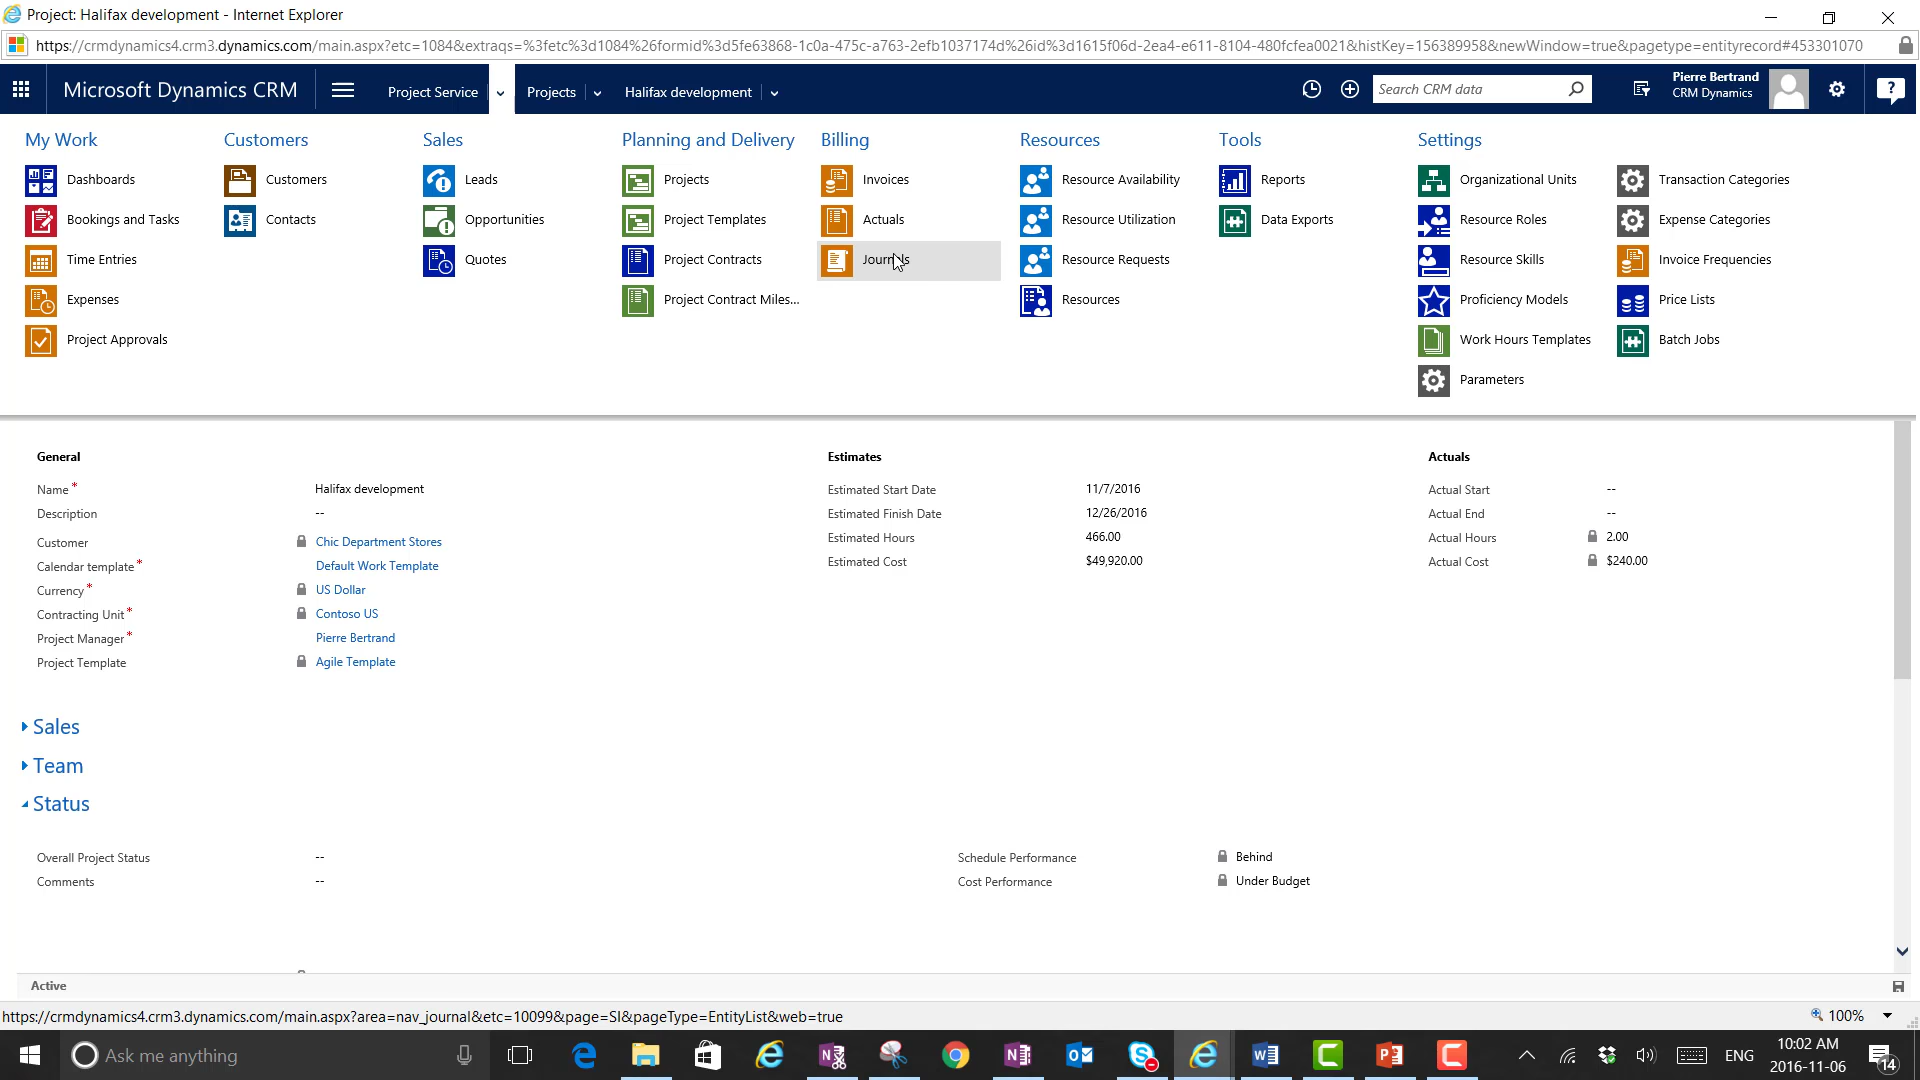 Project: Halifax development - Internet Explorer
https://crmdynamics4.crm3.dynamics.com/main.aspx?etc=1084&extraqs=%3fetc%3d1084%26formid%3d5fe63868-1c0a-475c-a763-2efb1037174d%26id%3d1615f06d-2ea4-e611-8104-480fcfea0021&histKey=156389958&newWindow=true&pagetype=entityrecord#453301070
Microsoft Dynamics CRM
Project Service
Projects
Halifax development
Search CRM data
Pierre Bertrand
CRM Dynamics
?
My Work
Dashboards
Bookings and Tasks
Time Entries
Expenses
Project Approvals
Customers
Customers
Contacts
Sales
Leads
Opportunities
Quotes
Planning and Delivery
Projects
Project Templates
Project Contracts
Project Contract Miles...
Billing
Invoices
Actuals
Journals
Resources
Resource Availability
Resource Utilization
Resource Requests
Resources
Tools
Reports
Data Exports
Settings
Organizational Units
Resource Roles
Resource Skills
Proficiency Models
Work Hours Templates
Parameters
Transaction Categories
Expense Categories
Invoice Frequencies
Price Lists
Batch Jobs
General
Name * Halifax development
Description --
Customer Chic Department Stores
Calendar template * Default Work Template
Currency * US Dollar
Contracting Unit * Contoso US
Project Manager * Pierre Bertrand
Project Template Agile Template
Estimates
Estimated Start Date 11/7/2016
Estimated Finish Date 12/26/2016
Estimated Hours 466.00
Estimated Cost $49,920.00
Actuals
Actual Start --
Actual End --
Actual Hours 2.00
Actual Cost $240.00
Sales
Team
Status
Overall Project Status --
Comments --
Schedule Performance Behind
Cost Performance Under Budget
Active
https://crmdynamics4.crm3.dynamics.com/main.aspx?area=nav_journal&etc=10099&page=SI&pageType=EntityList&web=true
100%
Ask me anything
ENG
10:02 AM
2016-11-06
14